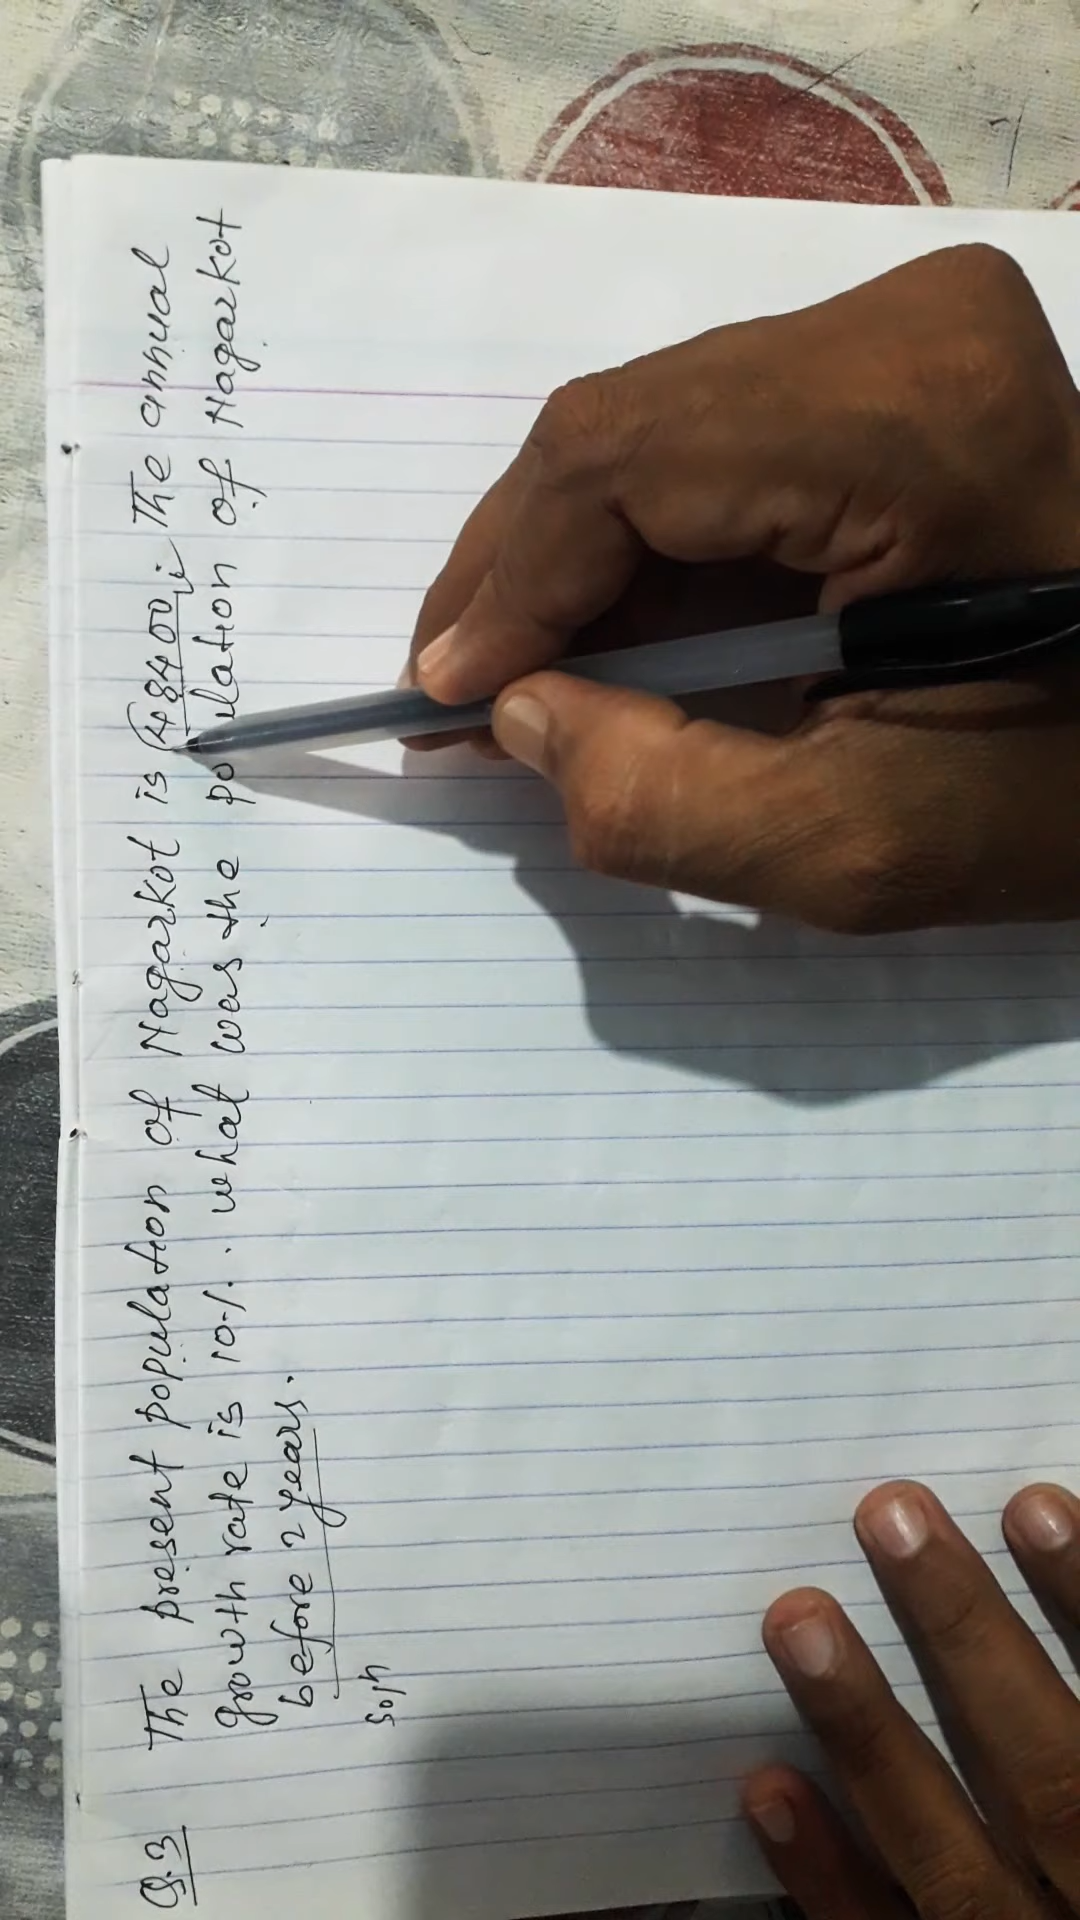 Q.3 The present population of Nagarkot is 48400. The annual
growth rate is 10%. what was the population of Nagarkot
before 2 years.
soln